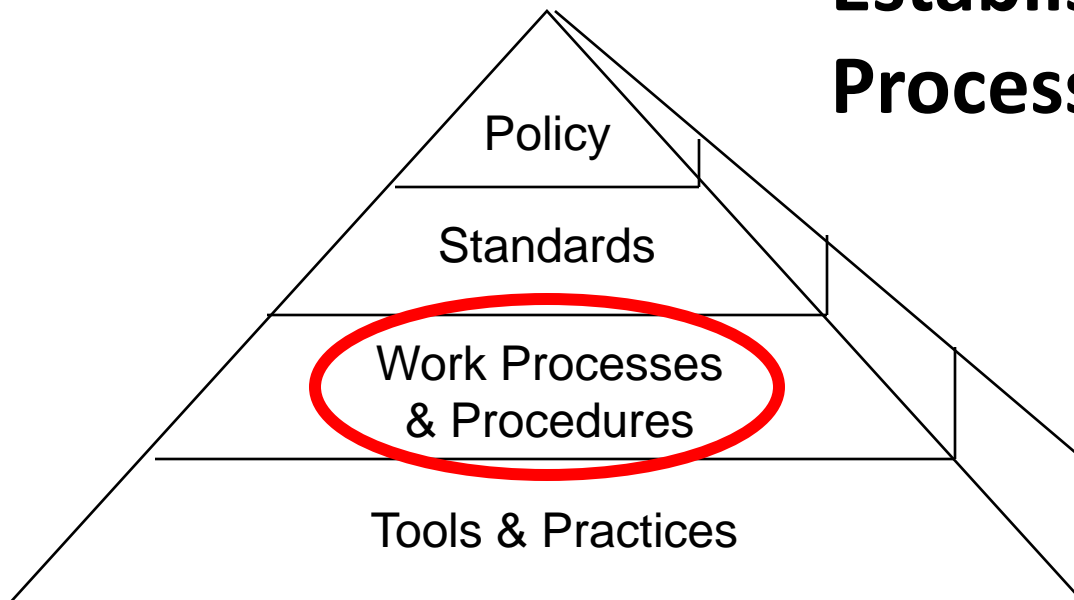 Process
Policy
Standards
Work Processes
& Procedures
Tools & Practices